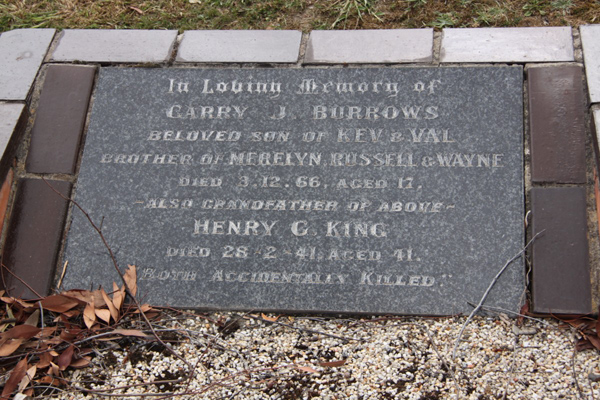 In Loving Memory of
GARRY J. BURROWS
BELOVED SON OF KEV & VAL
BROTHER OF MERELYN, RUSSELL & WAYNE
DIED 3.12.66. AGED 17.
-ALSO GRANDFATHER OF ABOVE-
HENRY G. KING
DIED 28-2-41, AGED 41.
"BOTH ACCIDENTALLY KILLED"